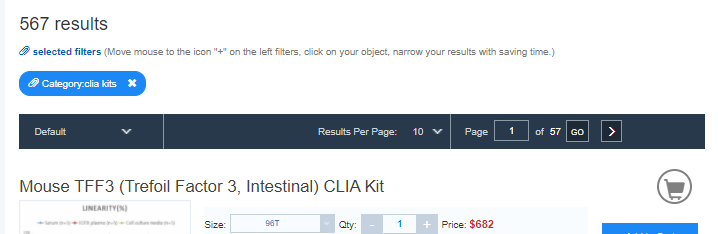 567 results
selected filters (Move mouse to the icon "+" on the left filters, click on your object, narrow your results with saving time.)
Category:clia kits ✖
Default Results Per Page: 10 Page 1 of 57 GO >
Mouse TFF3 (Trefoil Factor 3, Intestinal) CLIA Kit
LINEARITY(%)
Size: 96T Qty: - 1 + Price: $682